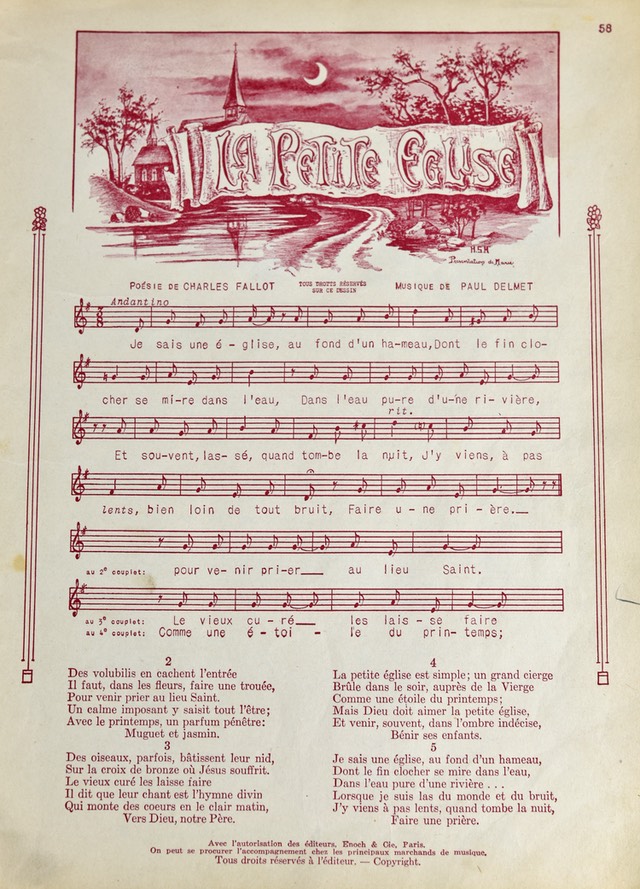 58
LA PETITE EGLISE
H.S.H
POÉSIE DE CHARLES FALLOT
TOUS DROITS RÉSERVÉS
SUR CE DESSIN
MUSIQUE DE PAUL DELMET
Andantino
Je sais une é - glise, au fond d'un ha-meau, Dont le fin clo-
cher se mi-re dans l'eau, Dans l'eau pu-re d'u-ne ri - vière,
rit.
Et sou-vent, las-sé, quand tom-be la nuit, J'y viens, à pas
lents, bien loin de tout bruit, Faire u - ne pri - ère.
au 2e couplet: pour ve-nir pri-er au lieu Saint.
au 3e couplet: Le vieux cu - ré les lais - se faire
au 4e couplet: Comme une é - toi - le du prin-temps;
2
Des volubilis en cachent l'entrée
Il faut, dans les fleurs, faire une trouée,
Pour venir prier au lieu Saint.
Un calme imposant y saisit tout l'être;
Avec le printemps, un parfum pénêtre:
Muguet et jasmin.
3
Des oiseaux, parfois, bâtissent leur nid,
Sur la croix de bronze où Jésus souffrit.
Le vieux curé les laisse faire
Il dit que leur chant est l'hymne divin
Qui monte des coeurs en le clair matin,
Vers Dieu, notre Père.
4
La petite église est simple; un grand cierge
Brûle dans le soir, auprès de la Vierge
Comme une étoile du printemps;
Mais Dieu doit aimer la petite église,
Et venir, souvent, dans l'ombre indécise,
Bénir ses enfants.
5
Je sais une église, au fond d'un hameau,
Dont le fin clocher se mire dans l'eau,
Dans l'eau pure d'une rivière . . .
Lorsque je suis las du monde et du bruit,
J'y viens à pas lents, quand tombe la nuit,
Faire une prière.
Avec l'autorisation des éditeurs, Enoch & Cie, Paris.
On peut se procurer l'accompagnement chez les principaux marchands de musique.
Tous droits réservés à l'éditeur. — Copyright.